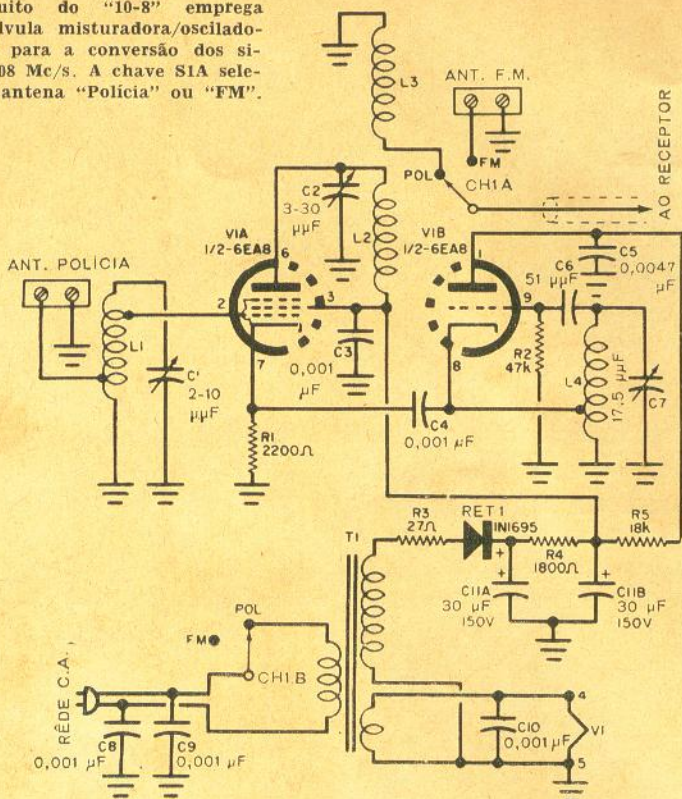 uito do "10-8" emprega
lvula misturadora/oscilado-
para a conversão dos si-
08 Mc/s. A chave S1A sele-
antena "Polícia" ou "FM".
L3
ANT. F.M.
FM
POL
CH1A
AO RECEPTOR
C2
3-30
µµF
L2
V1A
1/2-6EA8
6
2
3
7
V1B
1/2-6EA8
1
9
8
C5
0,0047
µF
C6
51 µµF
ANT. POLÍCIA
L1
C'
2-10
µµF
C3
0,001
µF
R2
47k
L4
17,5 µµF
C7
C4
0,001 µF
R1
2200Ω
R3
27Ω
RET1
IN1695
R4
1800Ω
R5
18k
T1
+
C11A
30 µF
150V
+
C11B
30 µF
150V
POL
FM
CH1B
RÊDE C.A.
C8
0,001 µF
C9
0,001 µF
C10
0,001 µF
4
V1
5